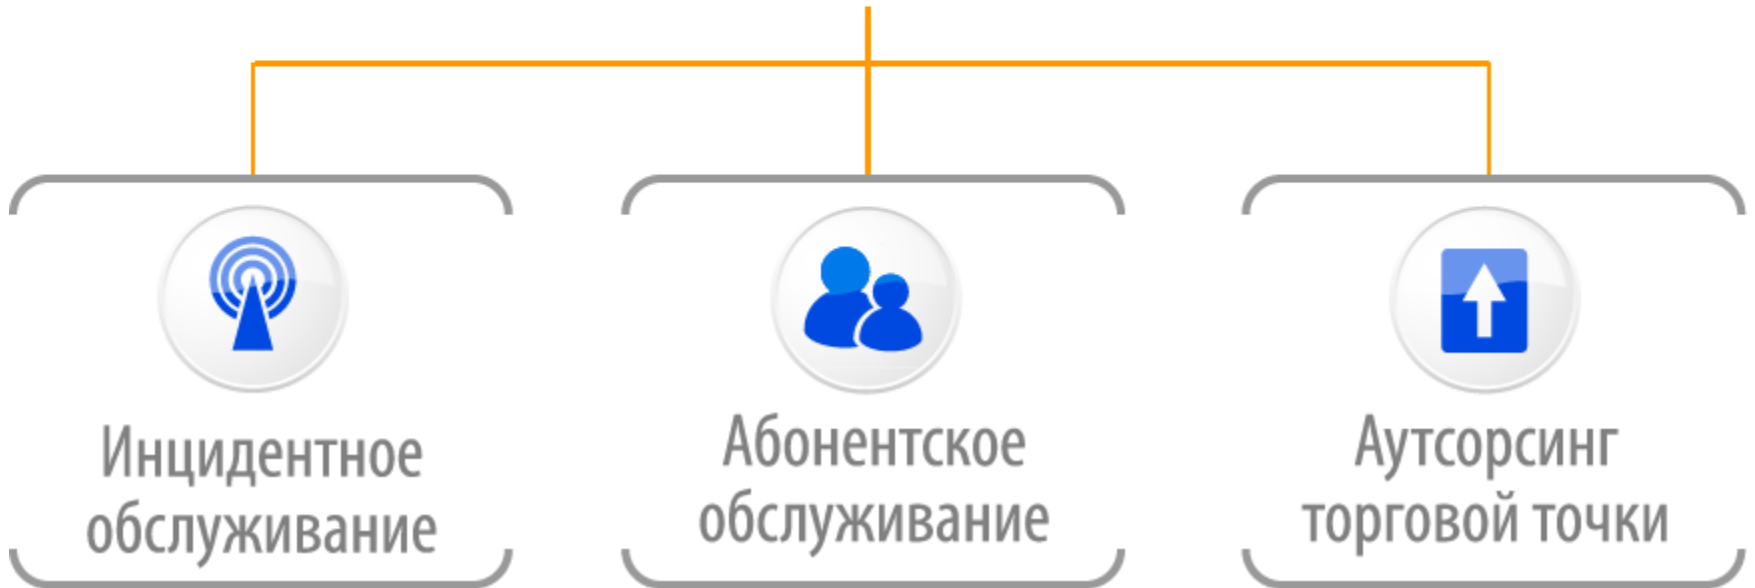 Инцидентное
обслуживание
Абонентское
обслуживание
Аутсорсинг
торговой точки